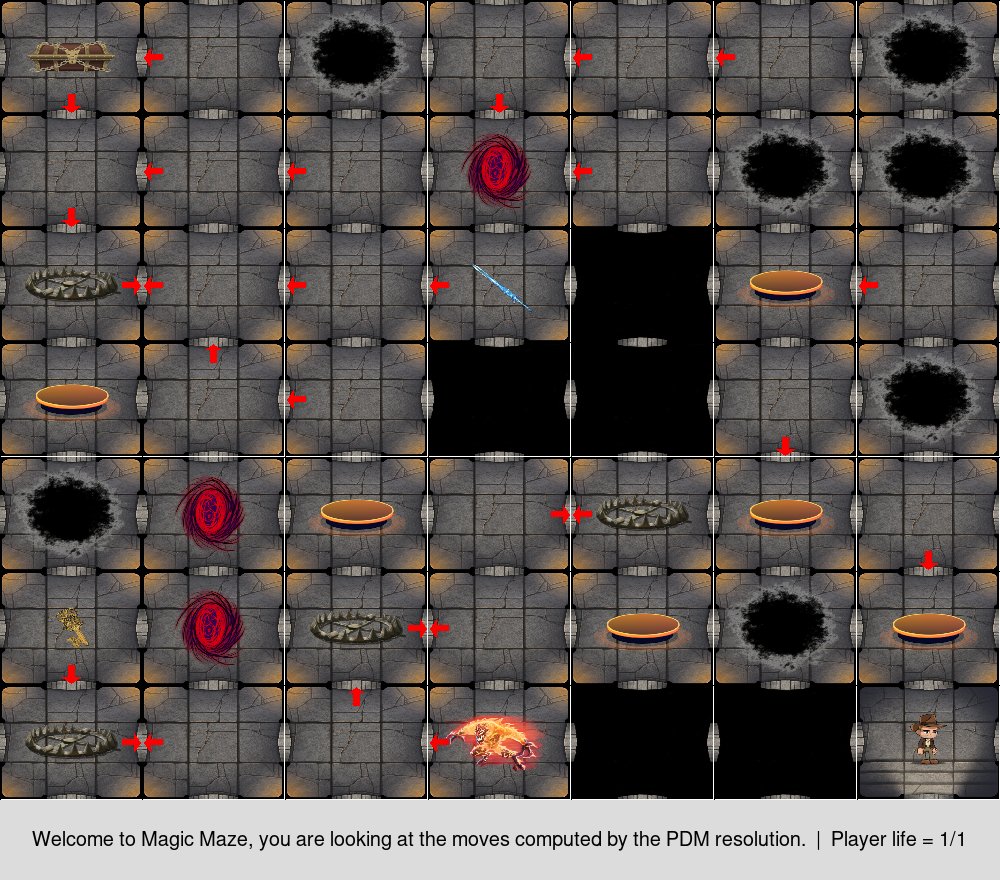 Welcome to Magic Maze, you are looking at the moves computed by the PDM resolution.  |  Player life = 1/1